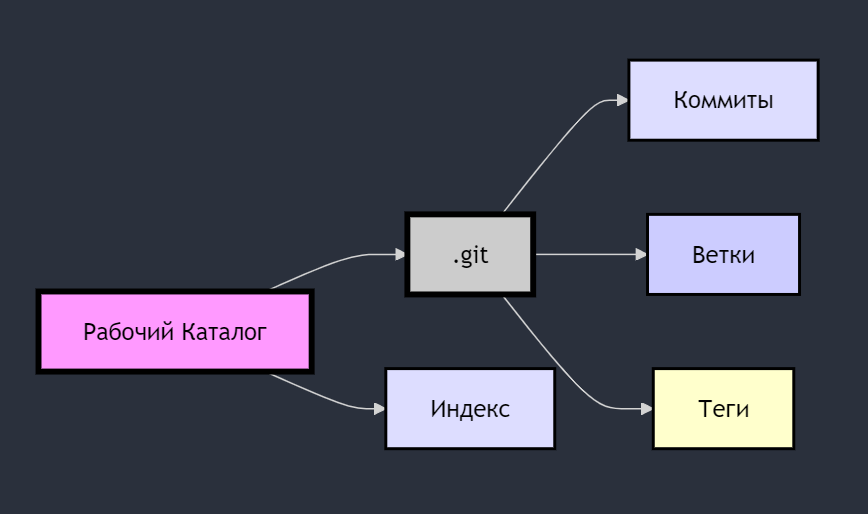 Рабочий Каталог
.git
Индекс
Коммиты
Ветки
Теги